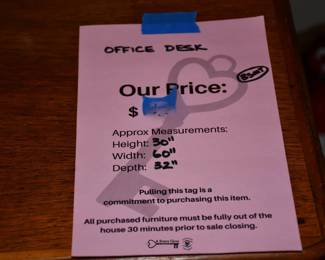 OFFICE DESK
Our Price:
$
Approx Measurements:
Height: 30"
Width: 60"
Depth: 32"
Pulling this tag is a
commitment to purchasing this item.
All purchased furniture must be fully out of the
house 30 minutes prior to sale closing.